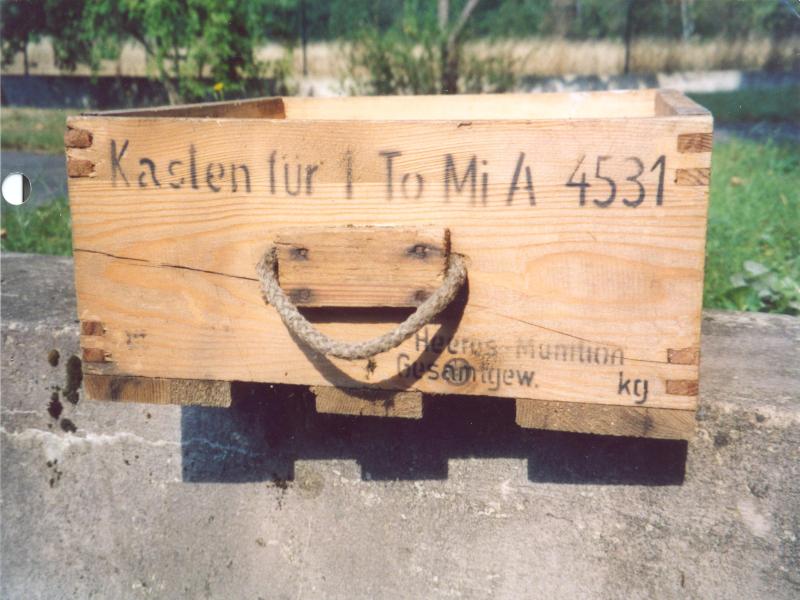 Kasten für 1 To Mi A 4531
Heeres-Munition
Gesamtgew. kg